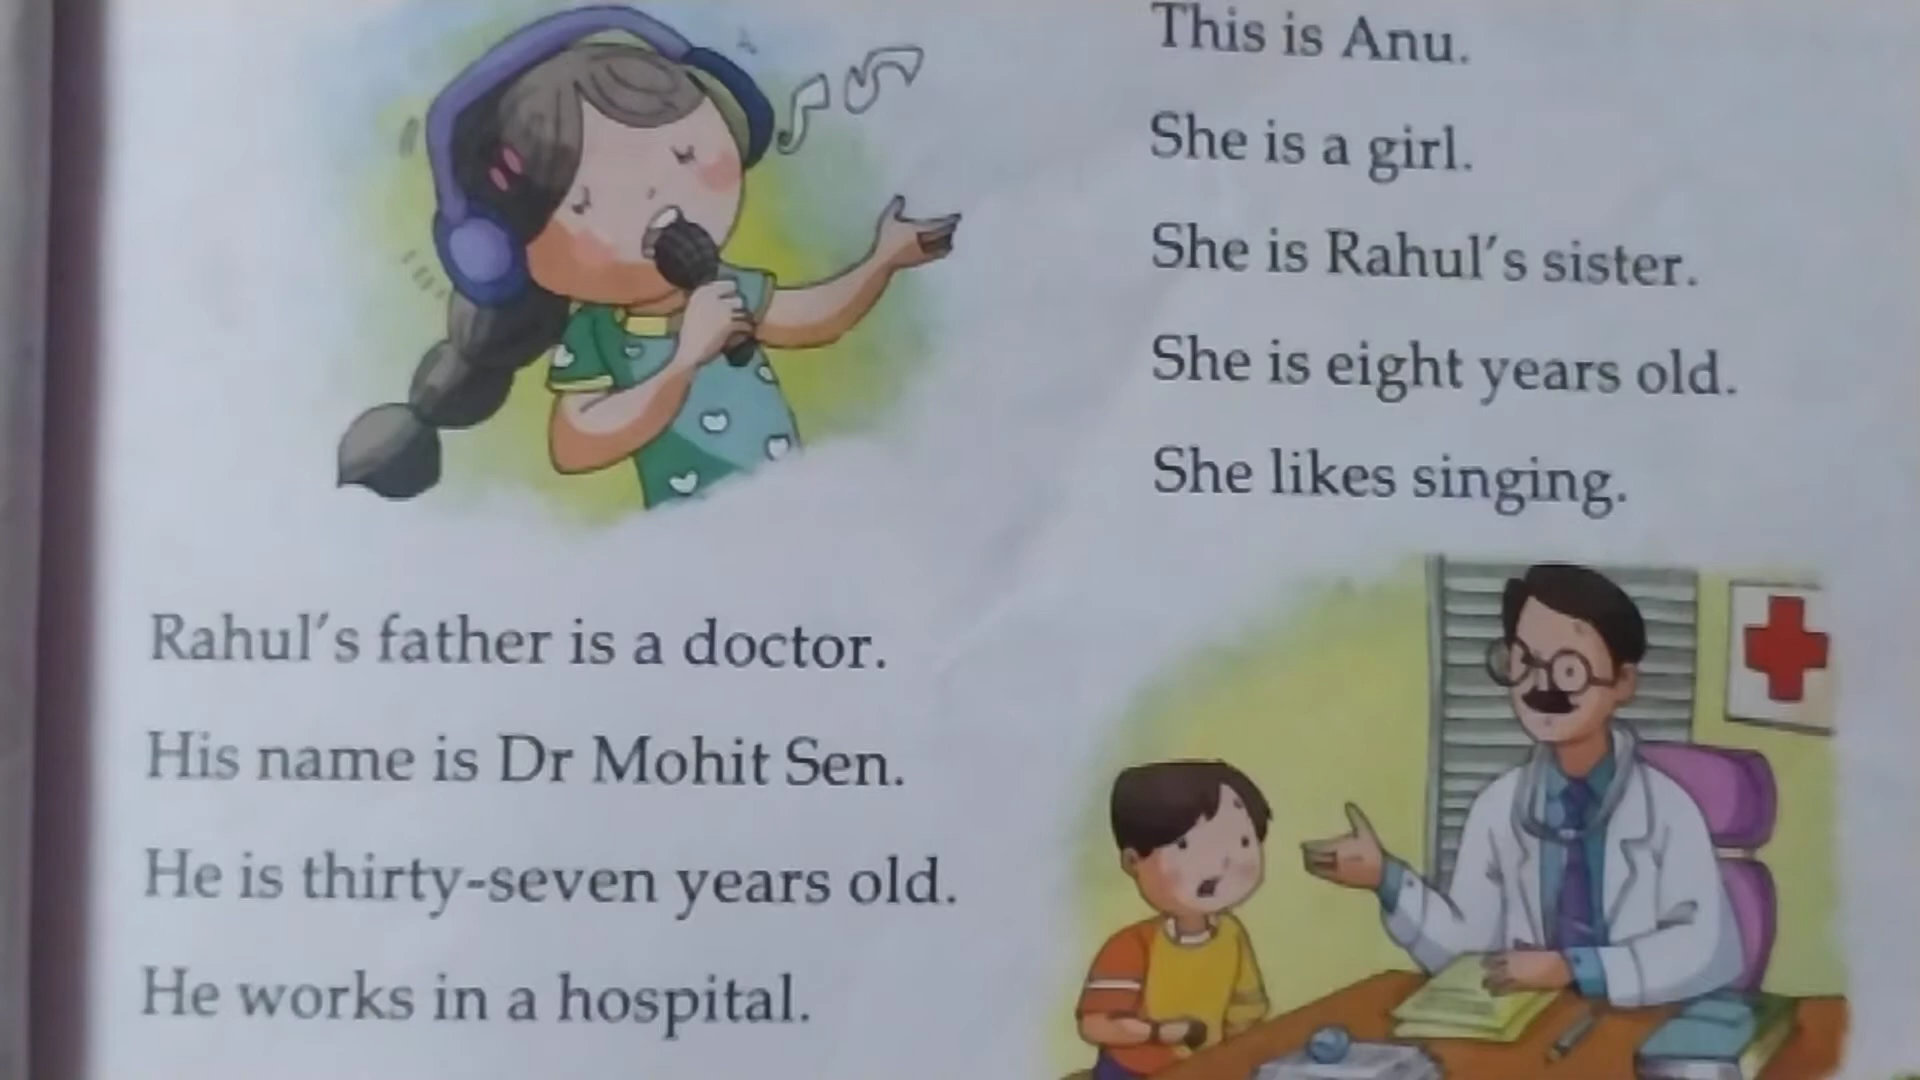 This is Anu.
She is a girl.
She is Rahul's sister.
She is eight years old.
She likes singing.
Rahul's father is a doctor.
His name is Dr Mohit Sen.
He is thirty-seven years old.
He works in a hospital.